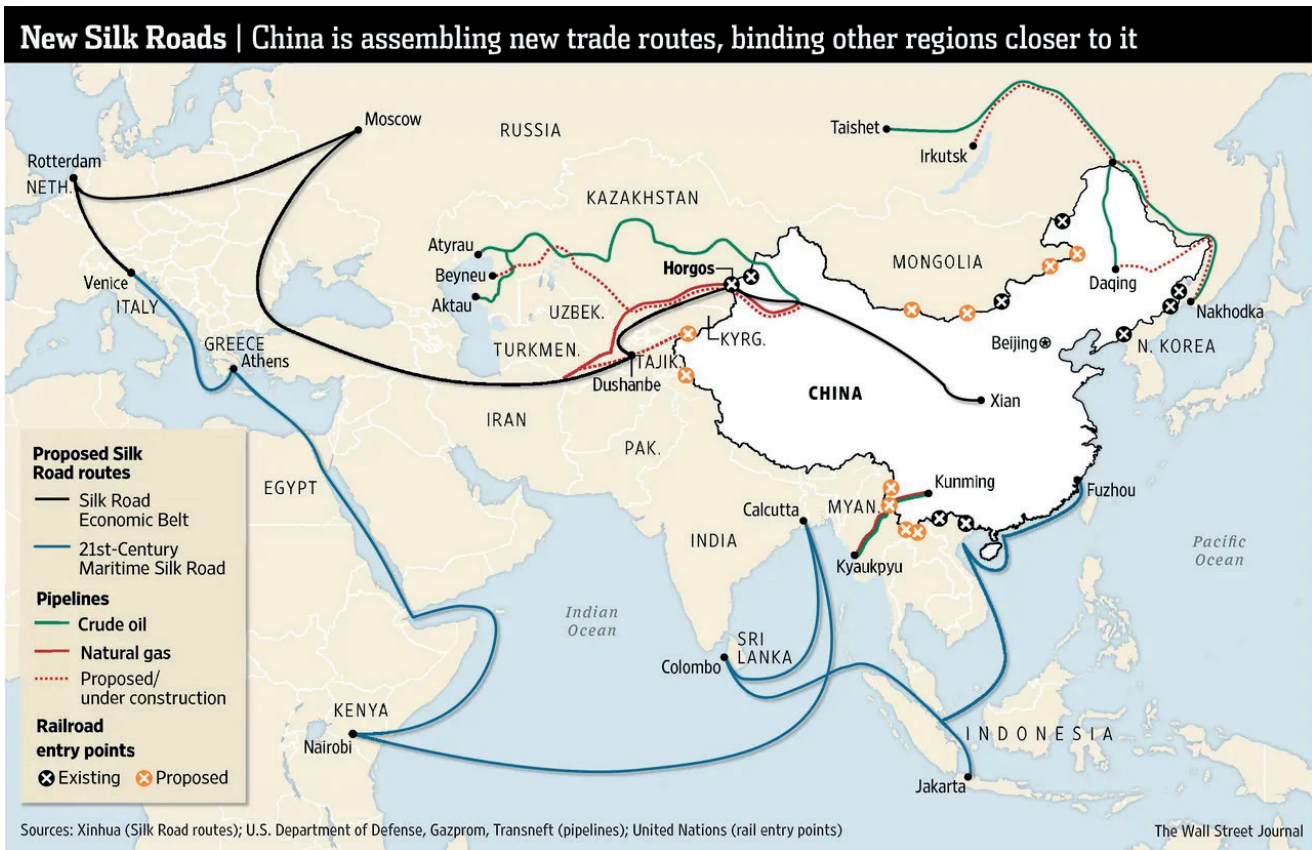 New Silk Roads | China is assembling new trade routes, binding other regions closer to it
Moscow
RUSSIA
Taishet
Irkutsk
Rotterdam
NETH.
KAZAKHSTAN
Atyrau
Beyneu
Aktau
Horgos
MONGOLIA
Daqing
Nakhodka
Venice
ITALY
UZBEK.
GREECE
Athens
TURKMEN.
KYRG.
TAJIK.
Dushanbe
Beijing
N. KOREA
CHINA
Xian
IRAN
PAK.
EGYPT
Kunming
Fuzhou
Calcutta
MYAN.
INDIA
Kyaukpyu
Pacific
Ocean
Indian
Ocean
SRI
LANKA
Colombo
KENYA
Nairobi
INDONESIA
Jakarta
Proposed Silk
Road routes
Silk Road
Economic Belt
21st-Century
Maritime Silk Road
Pipelines
Crude oil
Natural gas
Proposed/
under construction
Railroad
entry points
Existing
Proposed
Sources: Xinhua (Silk Road routes); U.S. Department of Defense, Gazprom, Transneft (pipelines); United Nations (rail entry points)
The Wall Street Journal